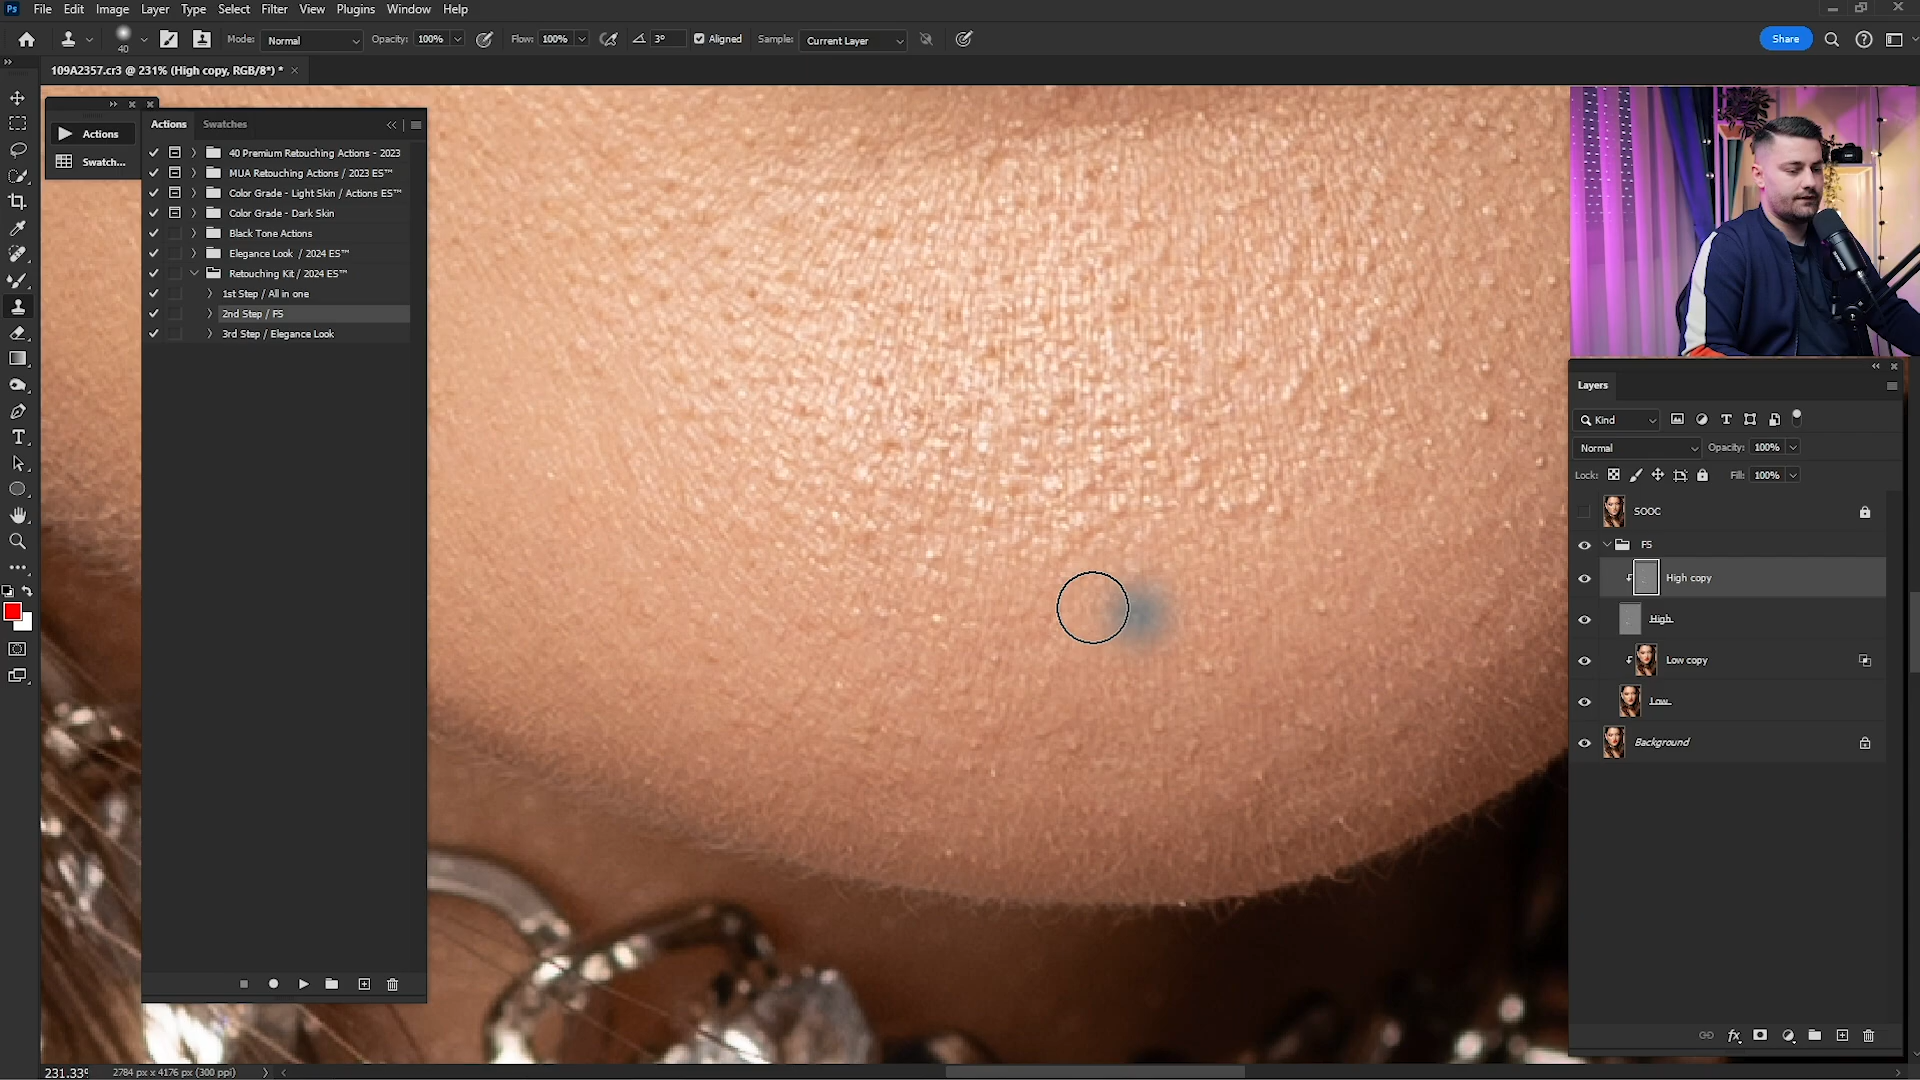 Ps File Edit Image Layer Type Select Filter View Plugins Window Help
40 Mode: Normal Opacity: 100% Flow: 100% 3° Aligned Sample: Current Layer Share
109A2357.cr3 @ 231% (High copy, RGB/8*) *
Actions
Swatch...
Actions Swatches
40 Premium Retouching Actions - 2023
MUA Retouching Actions / 2023 ES™
Color Grade - Light Skin / Actions ES™
Color Grade - Dark Skin
Black Tone Actions
Elegance Look / 2024 ES™
Retouching Kit / 2024 ES™
1st Step / All in one
2nd Step / FS
3rd Step / Elegance Look
Layers
Kind
Normal Opacity: 100%
Lock: Fill: 100%
SOOC
FS
High copy
High
Low copy
Low
Background
231.33%
2784 px x 4176 px (300 ppi)